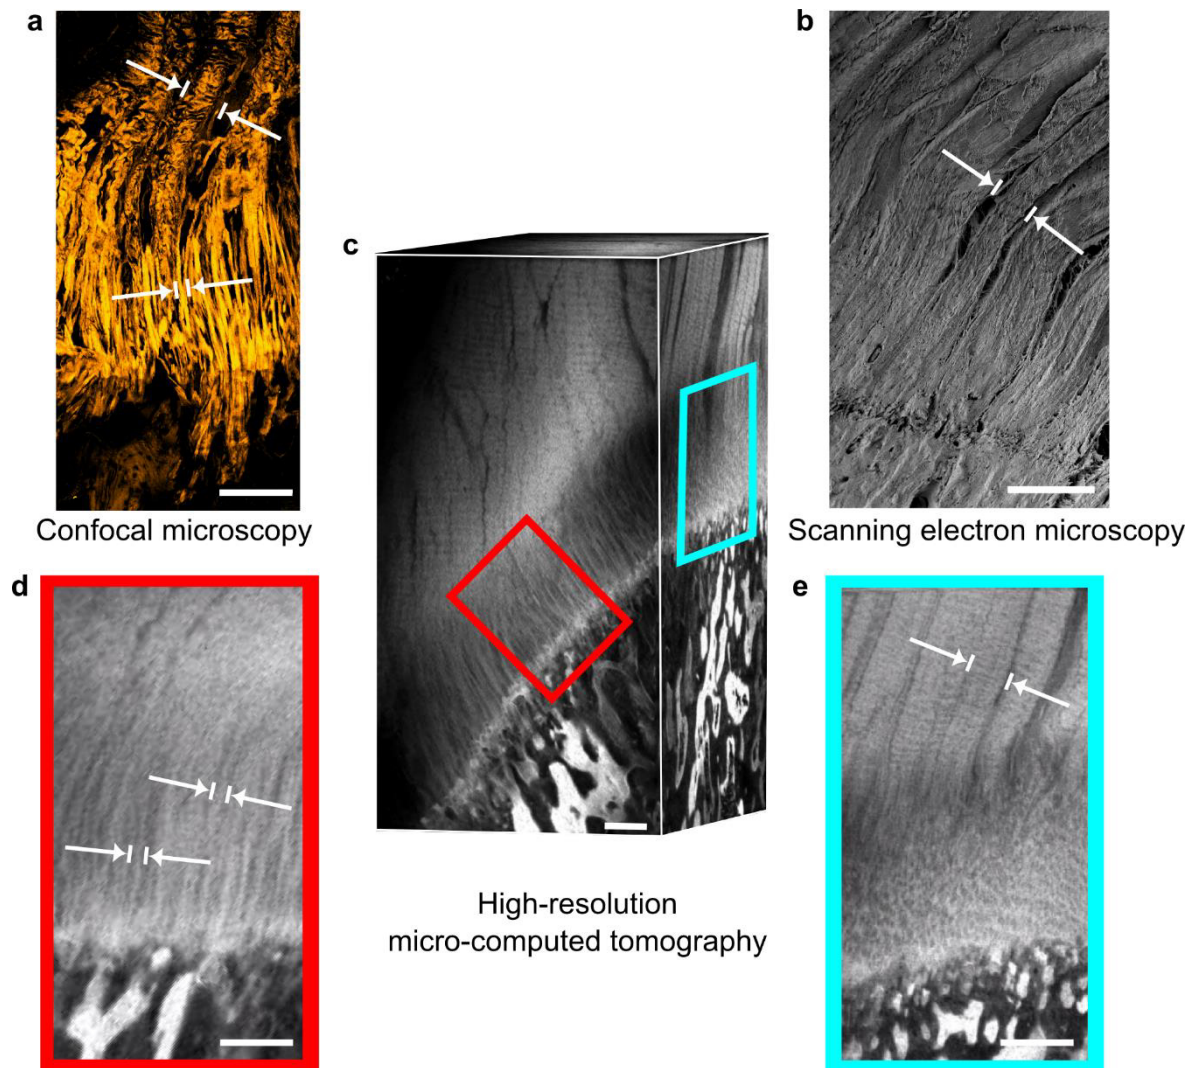 a
b
c
Confocal microscopy
Scanning electron microscopy
d
e
High-resolution
micro-computed tomography